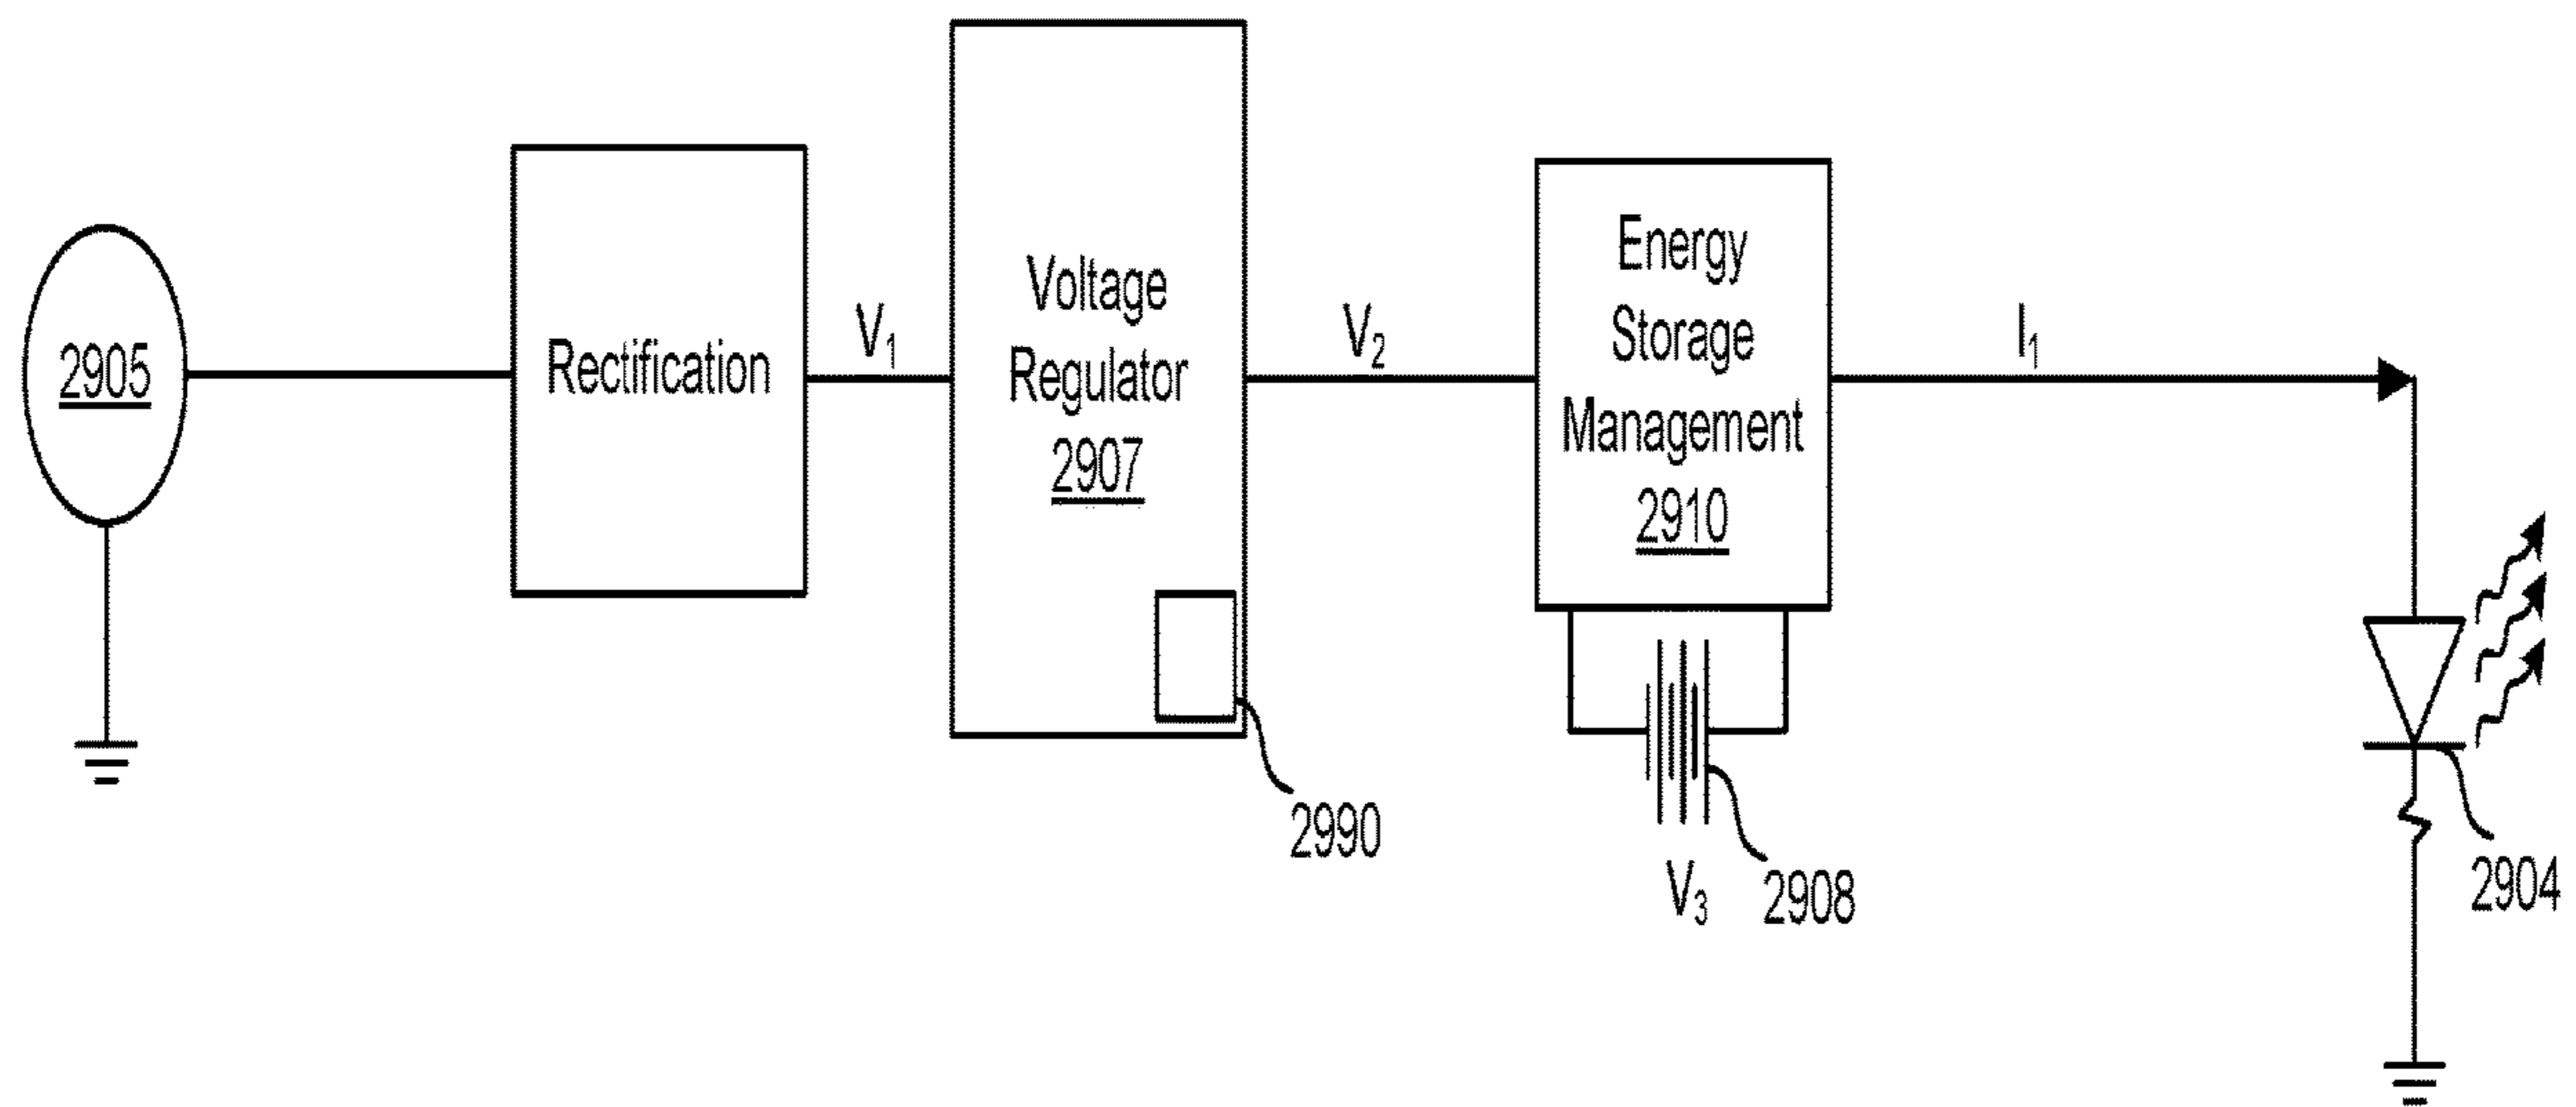 2905
Rectification
V₁
Voltage
Regulator
2907
2990
V₂
Energy
Storage
Management
2910
V₃
2908
I₁
2904